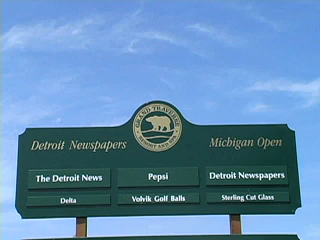 GRAND TRAVERSE
RESORT AND SPA
Detroit Newspapers
Michigan Open
The Detroit News
Pepsi
Detroit Newspapers
Delta
Volvik Golf Balls
Sterling Cut Glass